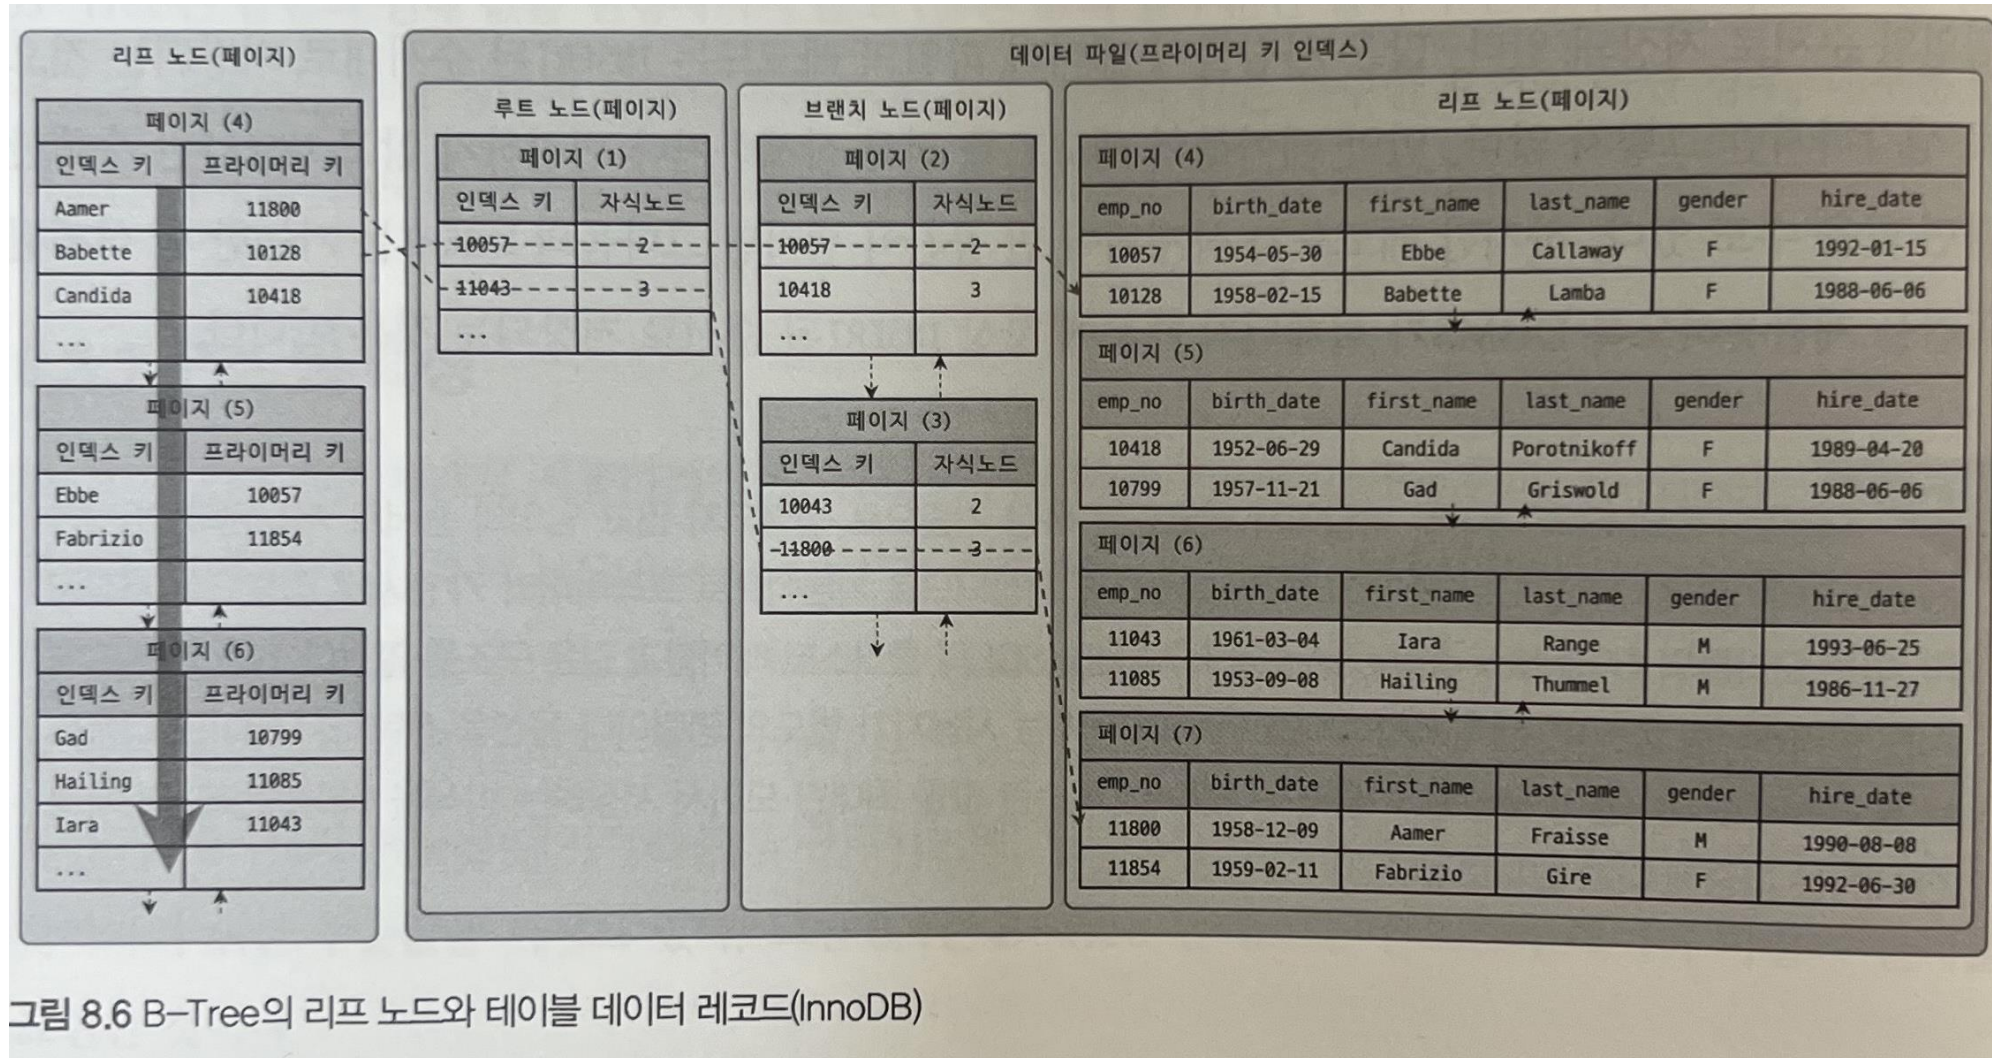 리프 노드(페이지)
페이지 (4)
인덱스 키 프라이머리 키
Aamer 11800
Babette 10128
Candida 10418
...
페이지 (5)
인덱스 키 프라이머리 키
Ebbe 10057
Fabrizio 11854
...
페이지 (6)
인덱스 키 프라이머리 키
Gad 10799
Hailing 11085
Iara 11043
...
데이터 파일(프라이머리 키 인덱스)
루트 노드(페이지)
페이지 (1)
인덱스 키 자식노드
10057 2
11043 3
...
브랜치 노드(페이지)
페이지 (2)
인덱스 키 자식노드
10057 2
10418 3
...
페이지 (3)
인덱스 키 자식노드
10043 2
11800 3
...
리프 노드(페이지)
페이지 (4)
emp_no birth_date first_name last_name gender hire_date
10057 1954-05-30 Ebbe Callaway F 1992-01-15
10128 1958-02-15 Babette Lamba F 1988-06-06
페이지 (5)
emp_no birth_date first_name last_name gender hire_date
10418 1952-06-29 Candida Porotnikoff F 1989-04-20
10799 1957-11-21 Gad Griswold F 1988-06-06
페이지 (6)
emp_no birth_date first_name last_name gender hire_date
11043 1961-03-04 Iara Range M 1993-06-25
11085 1953-09-08 Hailing Thummel M 1986-11-27
페이지 (7)
emp_no birth_date first_name last_name gender hire_date
11800 1958-12-09 Aamer Fraisse M 1990-08-08
11854 1959-02-11 Fabrizio Gire F 1992-06-30
그림 8.6 B-Tree의 리프 노드와 테이블 데이터 레코드(InnoDB)